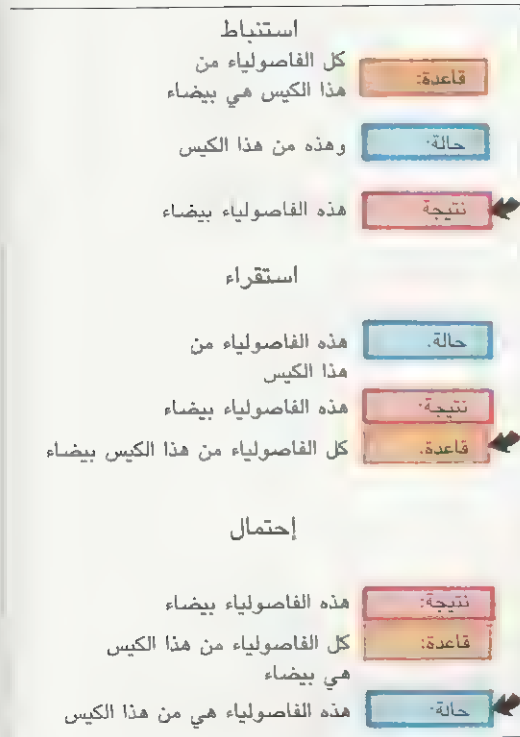 استنباط
قاعدة: كل الفاصولياء من
هذا الكيس هي بيضاء
حالة: وهذه من هذا الكيس
نتيجة هذه الفاصولياء بيضاء
استقراء
حالة. هذه الفاصولياء من
هذا الكيس
نتيجة: هذه الفاصولياء بيضاء
قاعدة. كل الفاصولياء من هذا الكيس بيضاء
إحتمال
نتيجة: هذه الفاصولياء بيضاء
قاعدة: كل الفاصولياء من هذا الكيس
هي بيضاء
حالة: هذه الفاصولياء هي من هذا الكيس